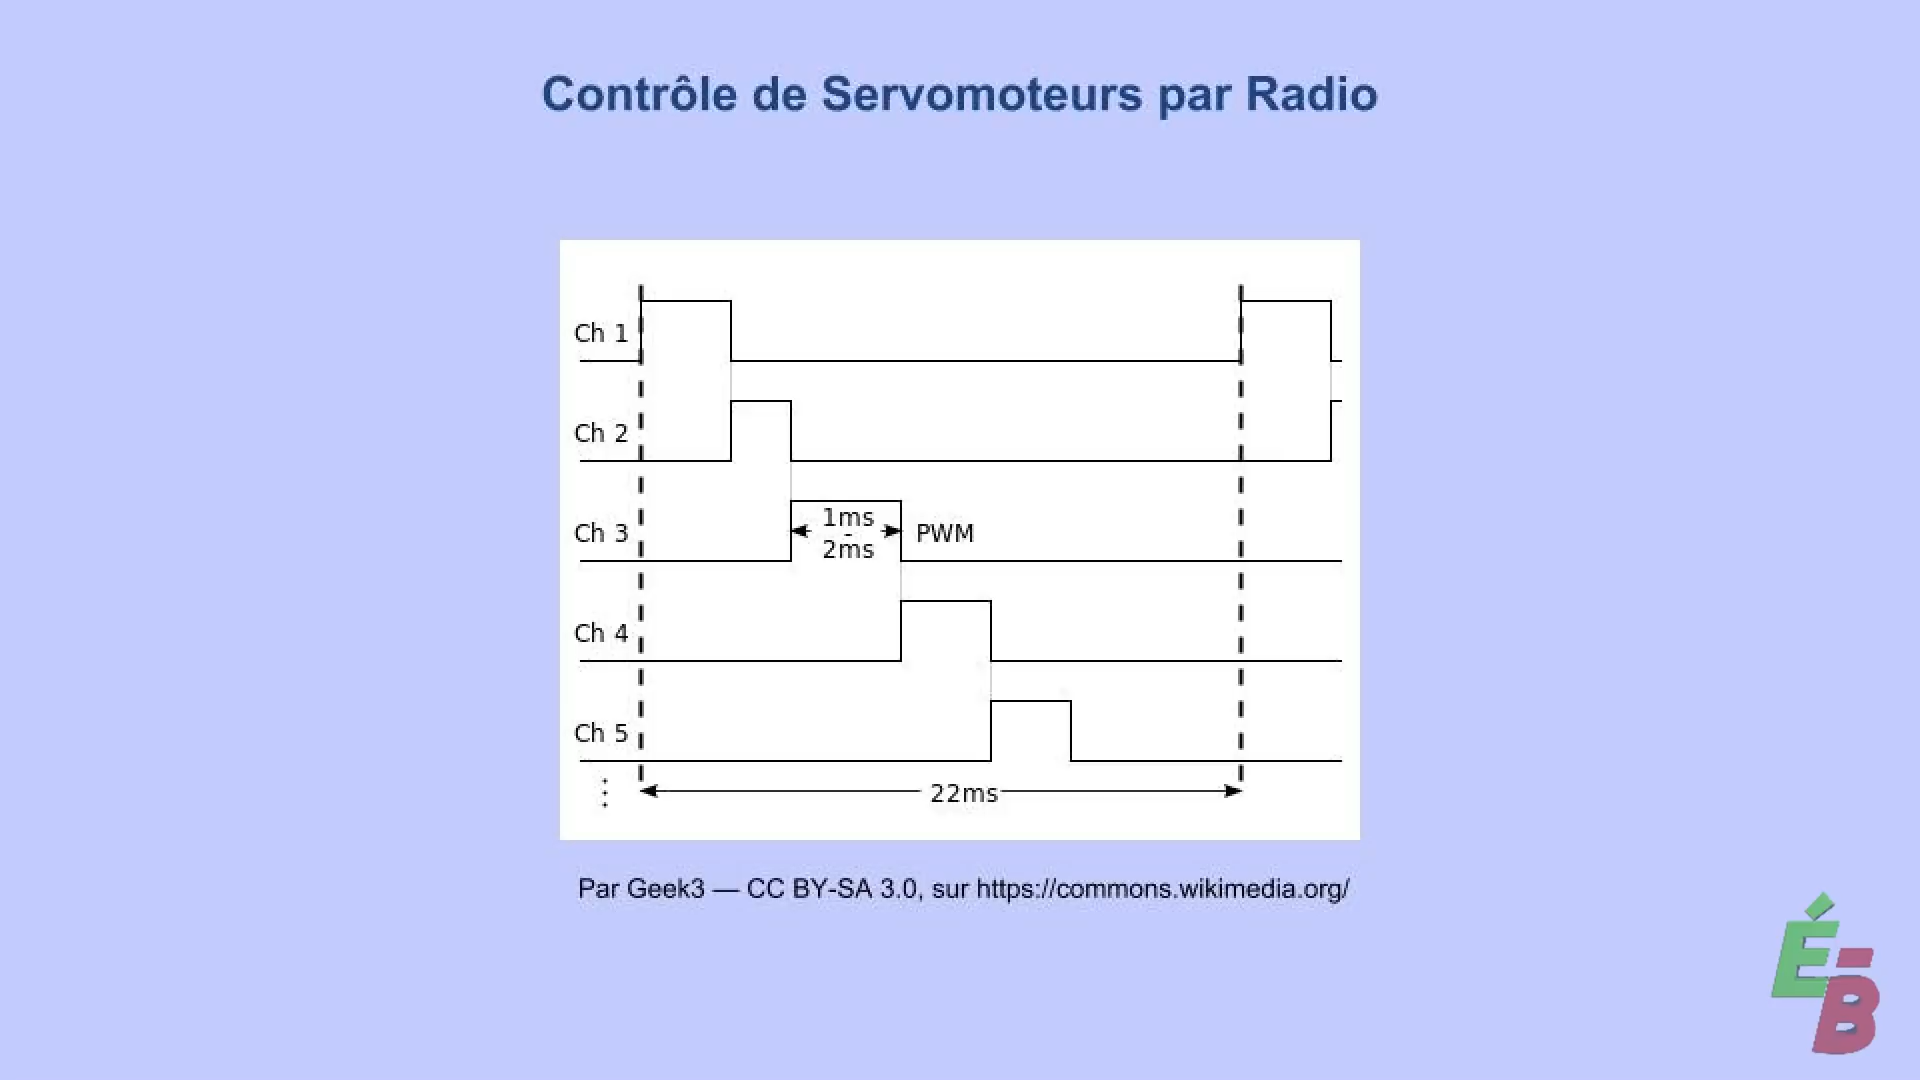 Contrôle de Servomoteurs par Radio
Ch 1
Ch 2
Ch 3
1ms
-
2ms
PWM
Ch 4
Ch 5
⋮
22ms
Par Geek3 — CC BY-SA 3.0, sur https://commons.wikimedia.org/
É-B